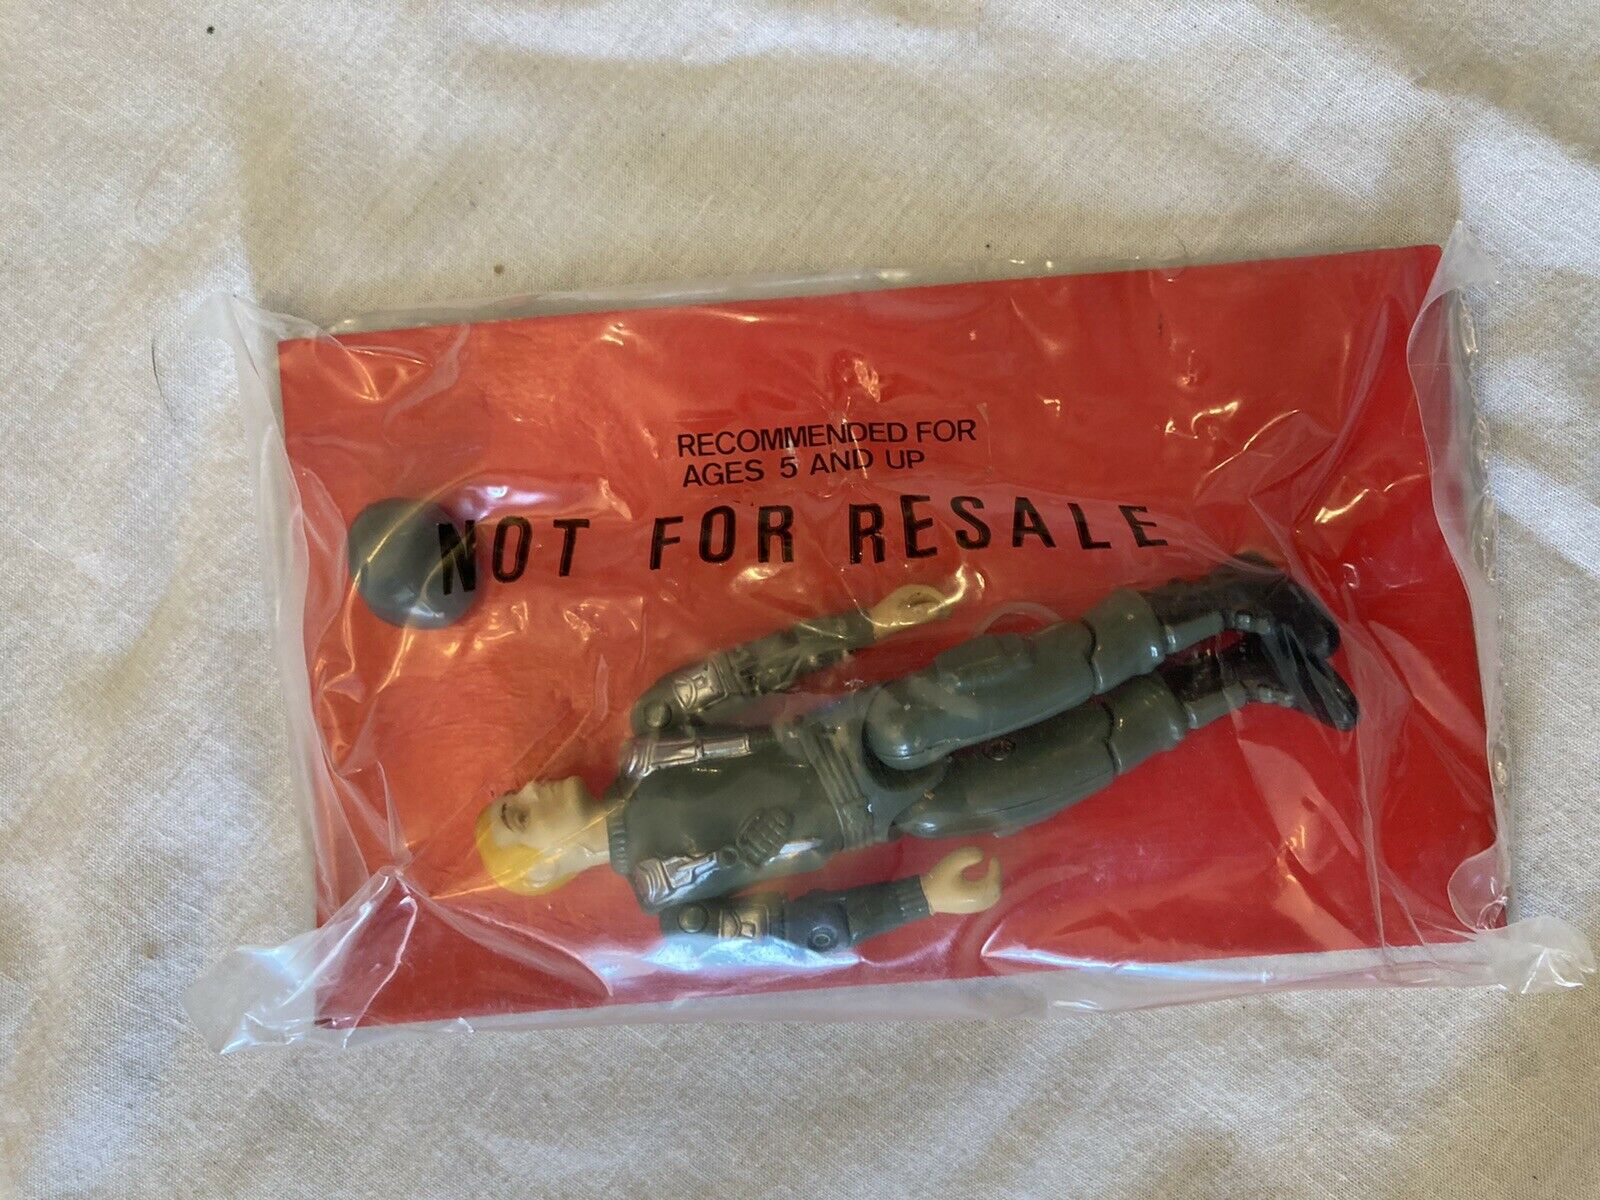 RECOMMENDED FOR
AGES 5 AND UP
NOT FOR RESALE